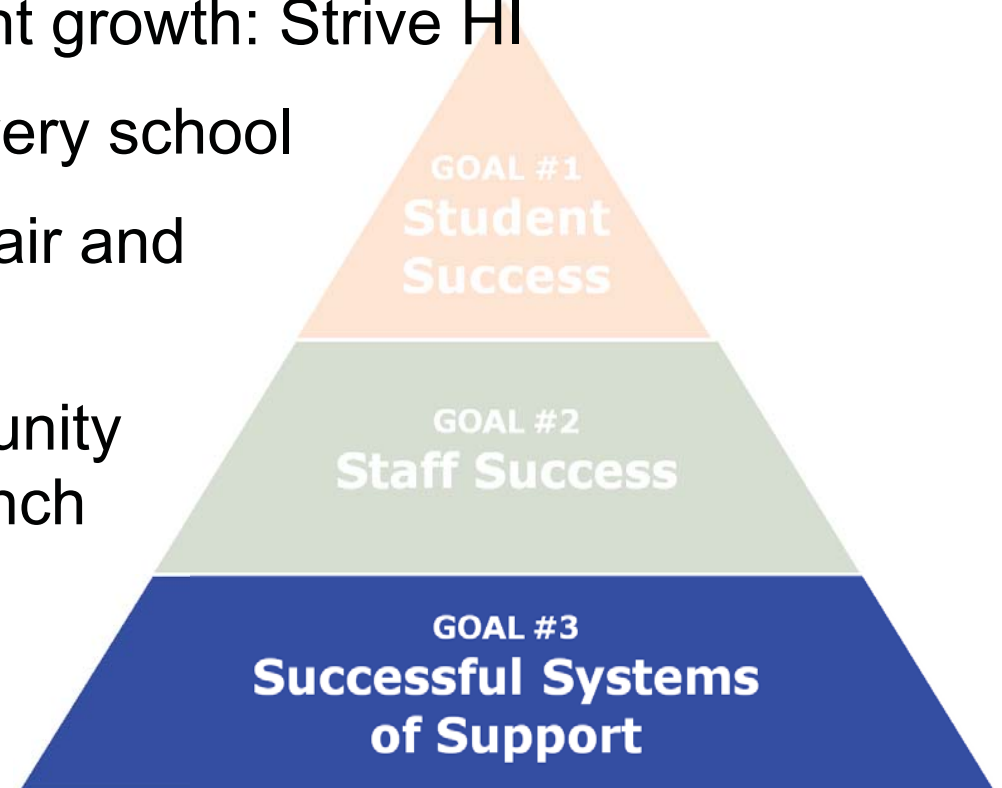 nt growth: Strive HI
very school
air and
unity
nch
GOAL #1
Student
Success
GOAL #2
Staff Success
GOAL #3
Successful Systems
of Support